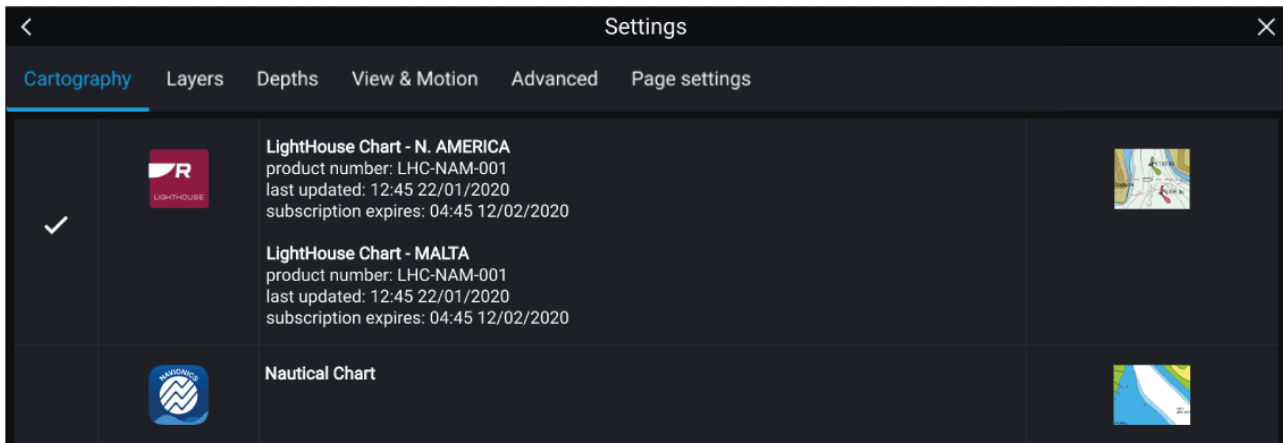 Settings
Cartography Layers Depths View & Motion Advanced Page settings
R
LIGHTHOUSE
LightHouse Chart - N. AMERICA
product number: LHC-NAM-001
last updated: 12:45 22/01/2020
subscription expires: 04:45 12/02/2020
LightHouse Chart - MALTA
product number: LHC-NAM-001
last updated: 12:45 22/01/2020
subscription expires: 04:45 12/02/2020
NAVIONICS
Nautical Chart